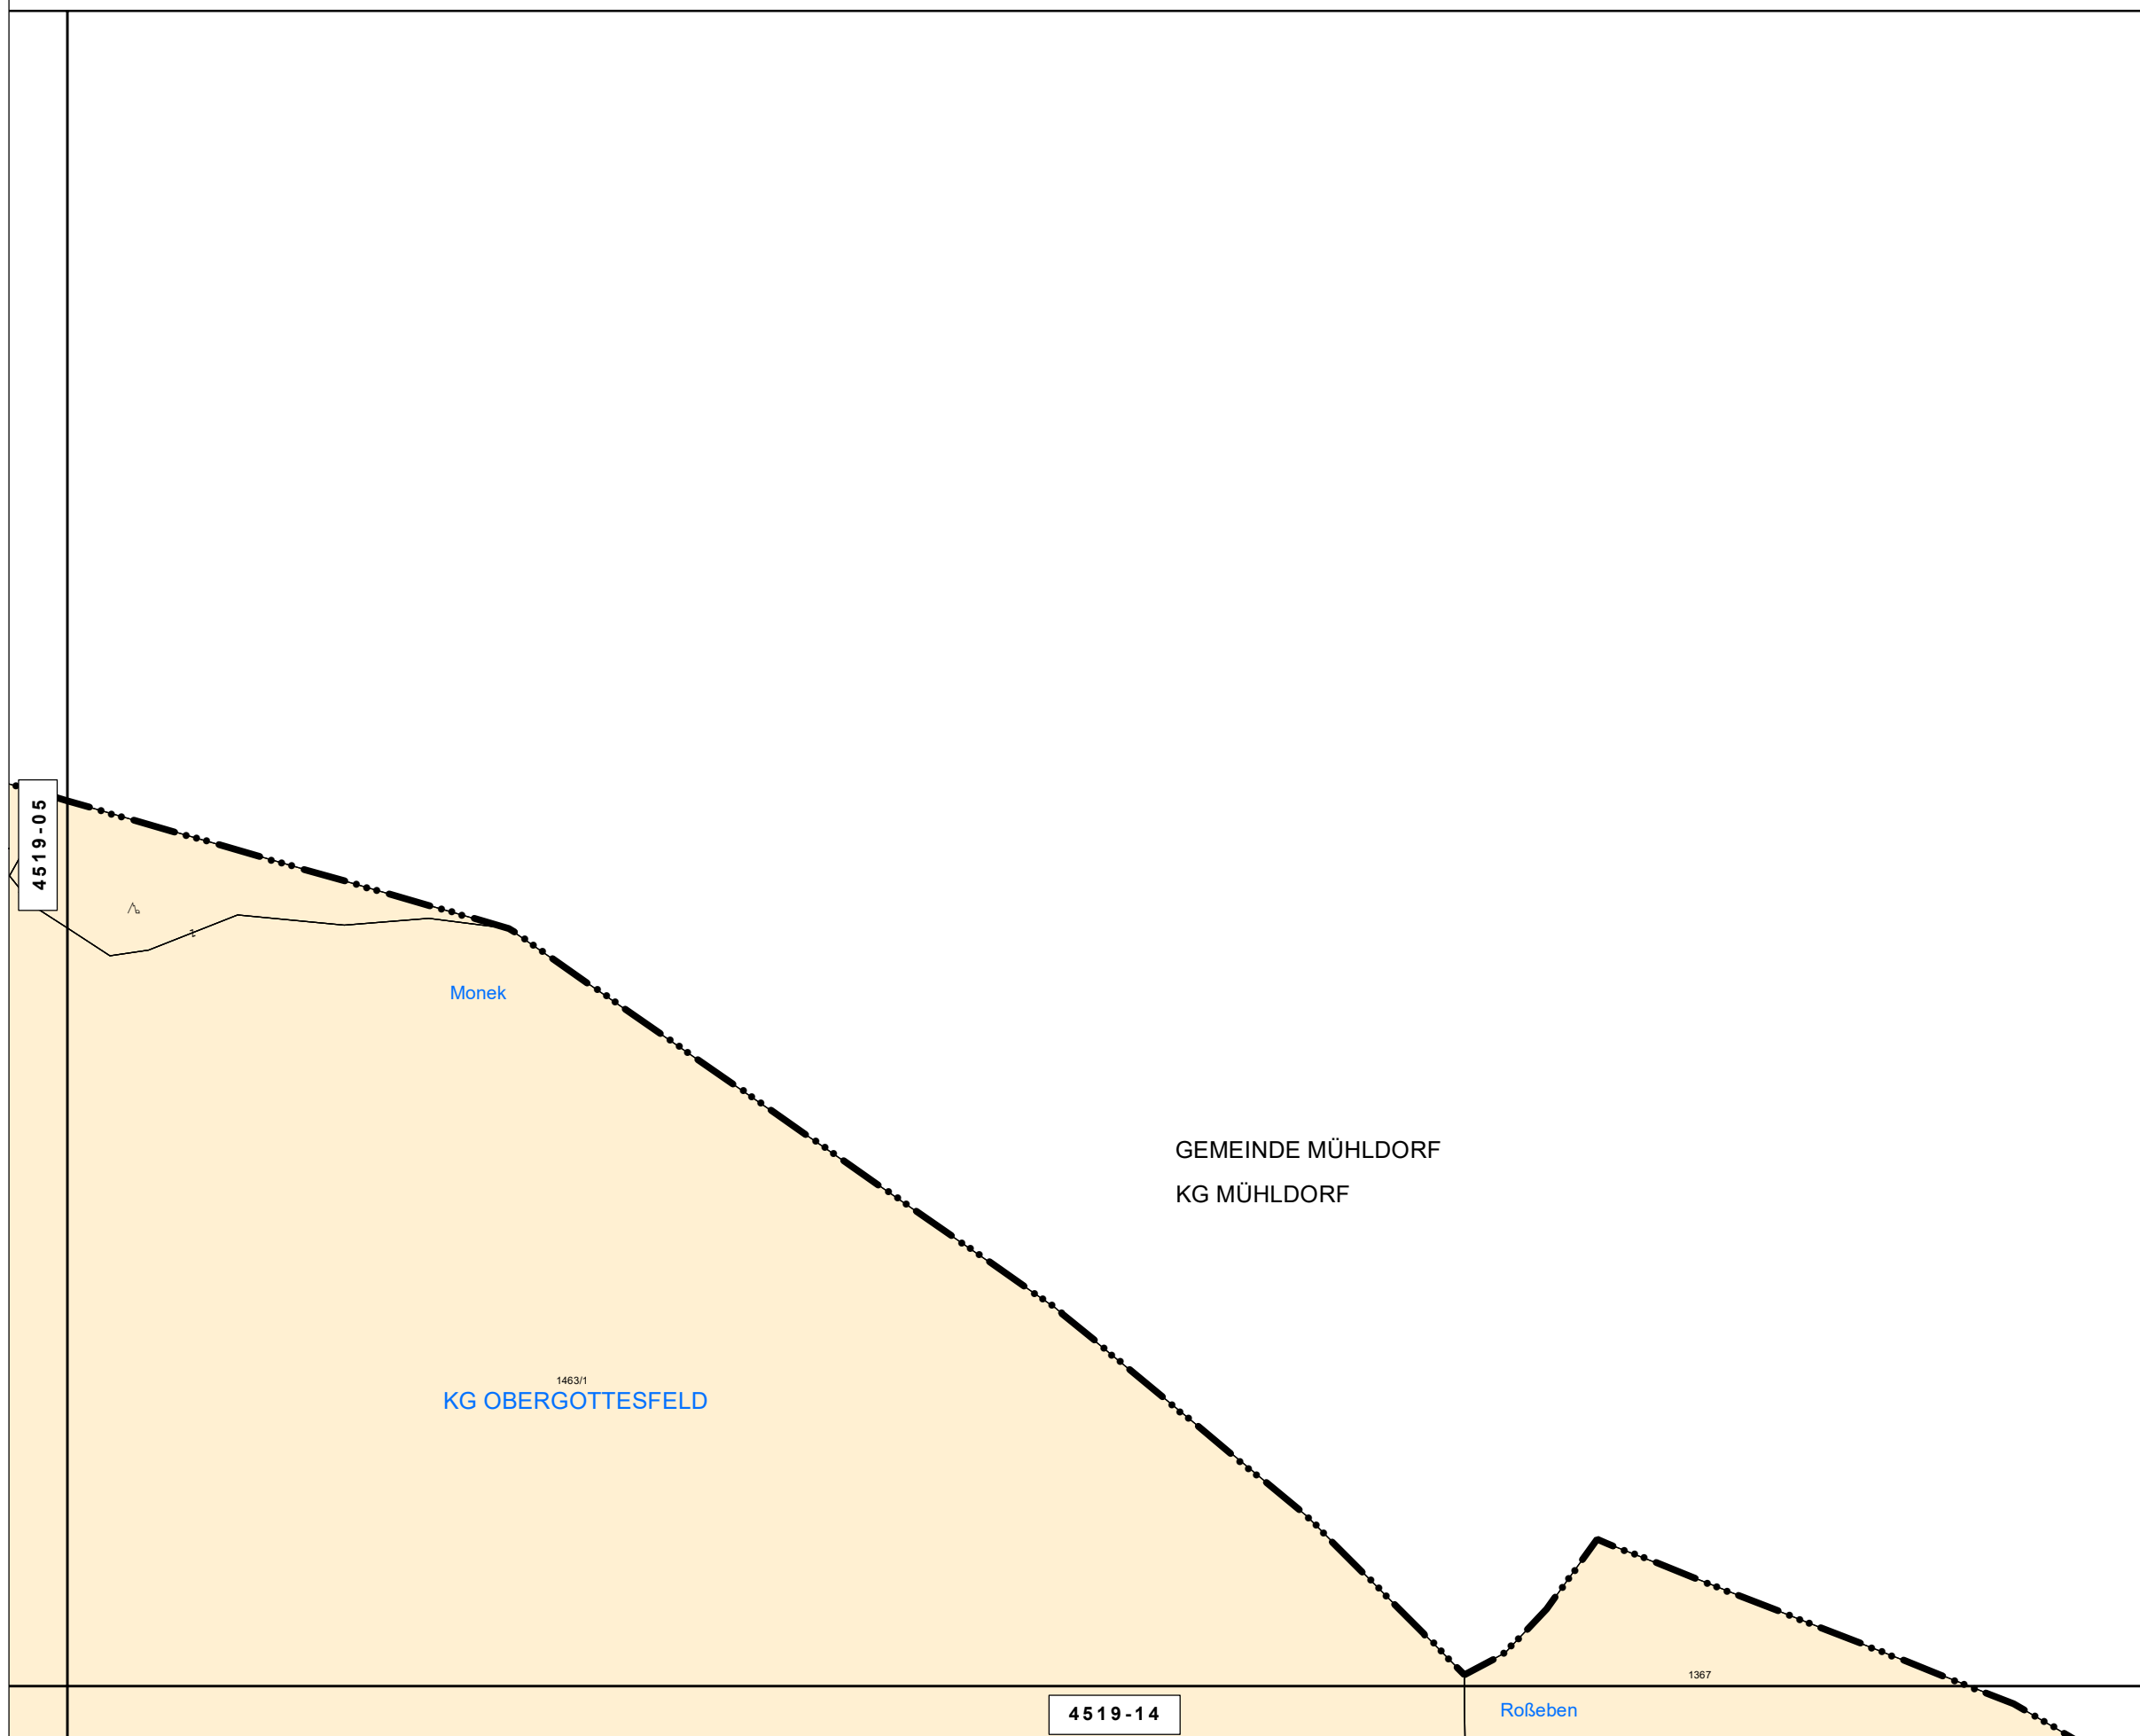 4519-05
Monek
GEMEINDE MÜHLDORF
KG MÜHLDORF
1463/1
KG OBERGOTTESFELD
1367
4519-14
Roßeben